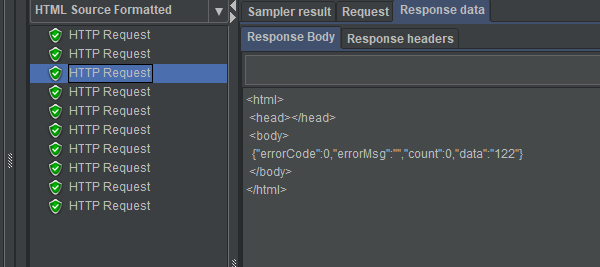 HTML Source Formatted
HTTP Request
HTTP Request
HTTP Request
HTTP Request
HTTP Request
HTTP Request
HTTP Request
HTTP Request
HTTP Request
HTTP Request
Sampler result Request Response data
Response Body Response headers
<html>
<head></head>
<body>
{"errorCode":0,"errorMsg":"","count":0,"data":"122"}
</body>
</html>